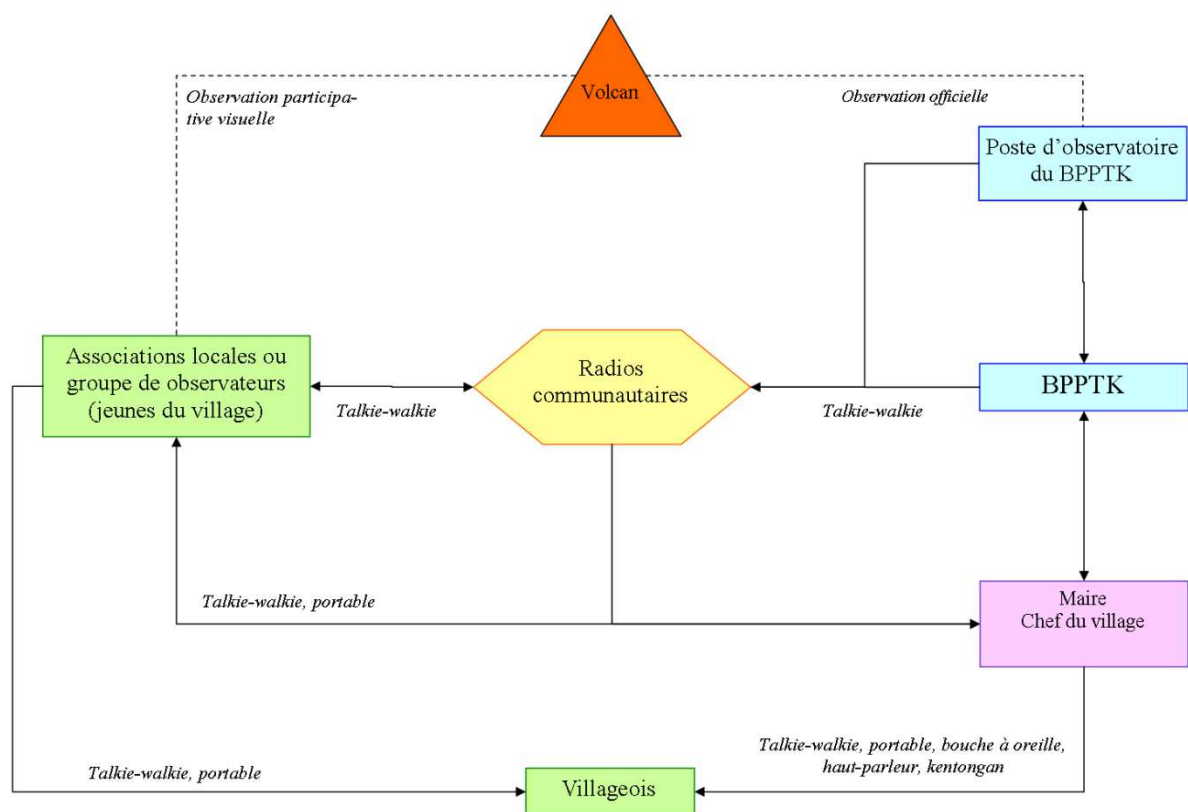 Volcan
Observation participa-
tive visuelle
Observation officielle
Poste d'observatoire
du BPPTK
Associations locales ou
groupe de observateurs
(jeunes du village)
Talkie-walkie
Radios
communautaires
Talkie-walkie
BPPTK
Talkie-walkie, portable
Maire
Chef du village
Talkie-walkie, portable
Talkie-walkie, portable, bouche à oreille,
haut-parleur, kentongan
Villageois